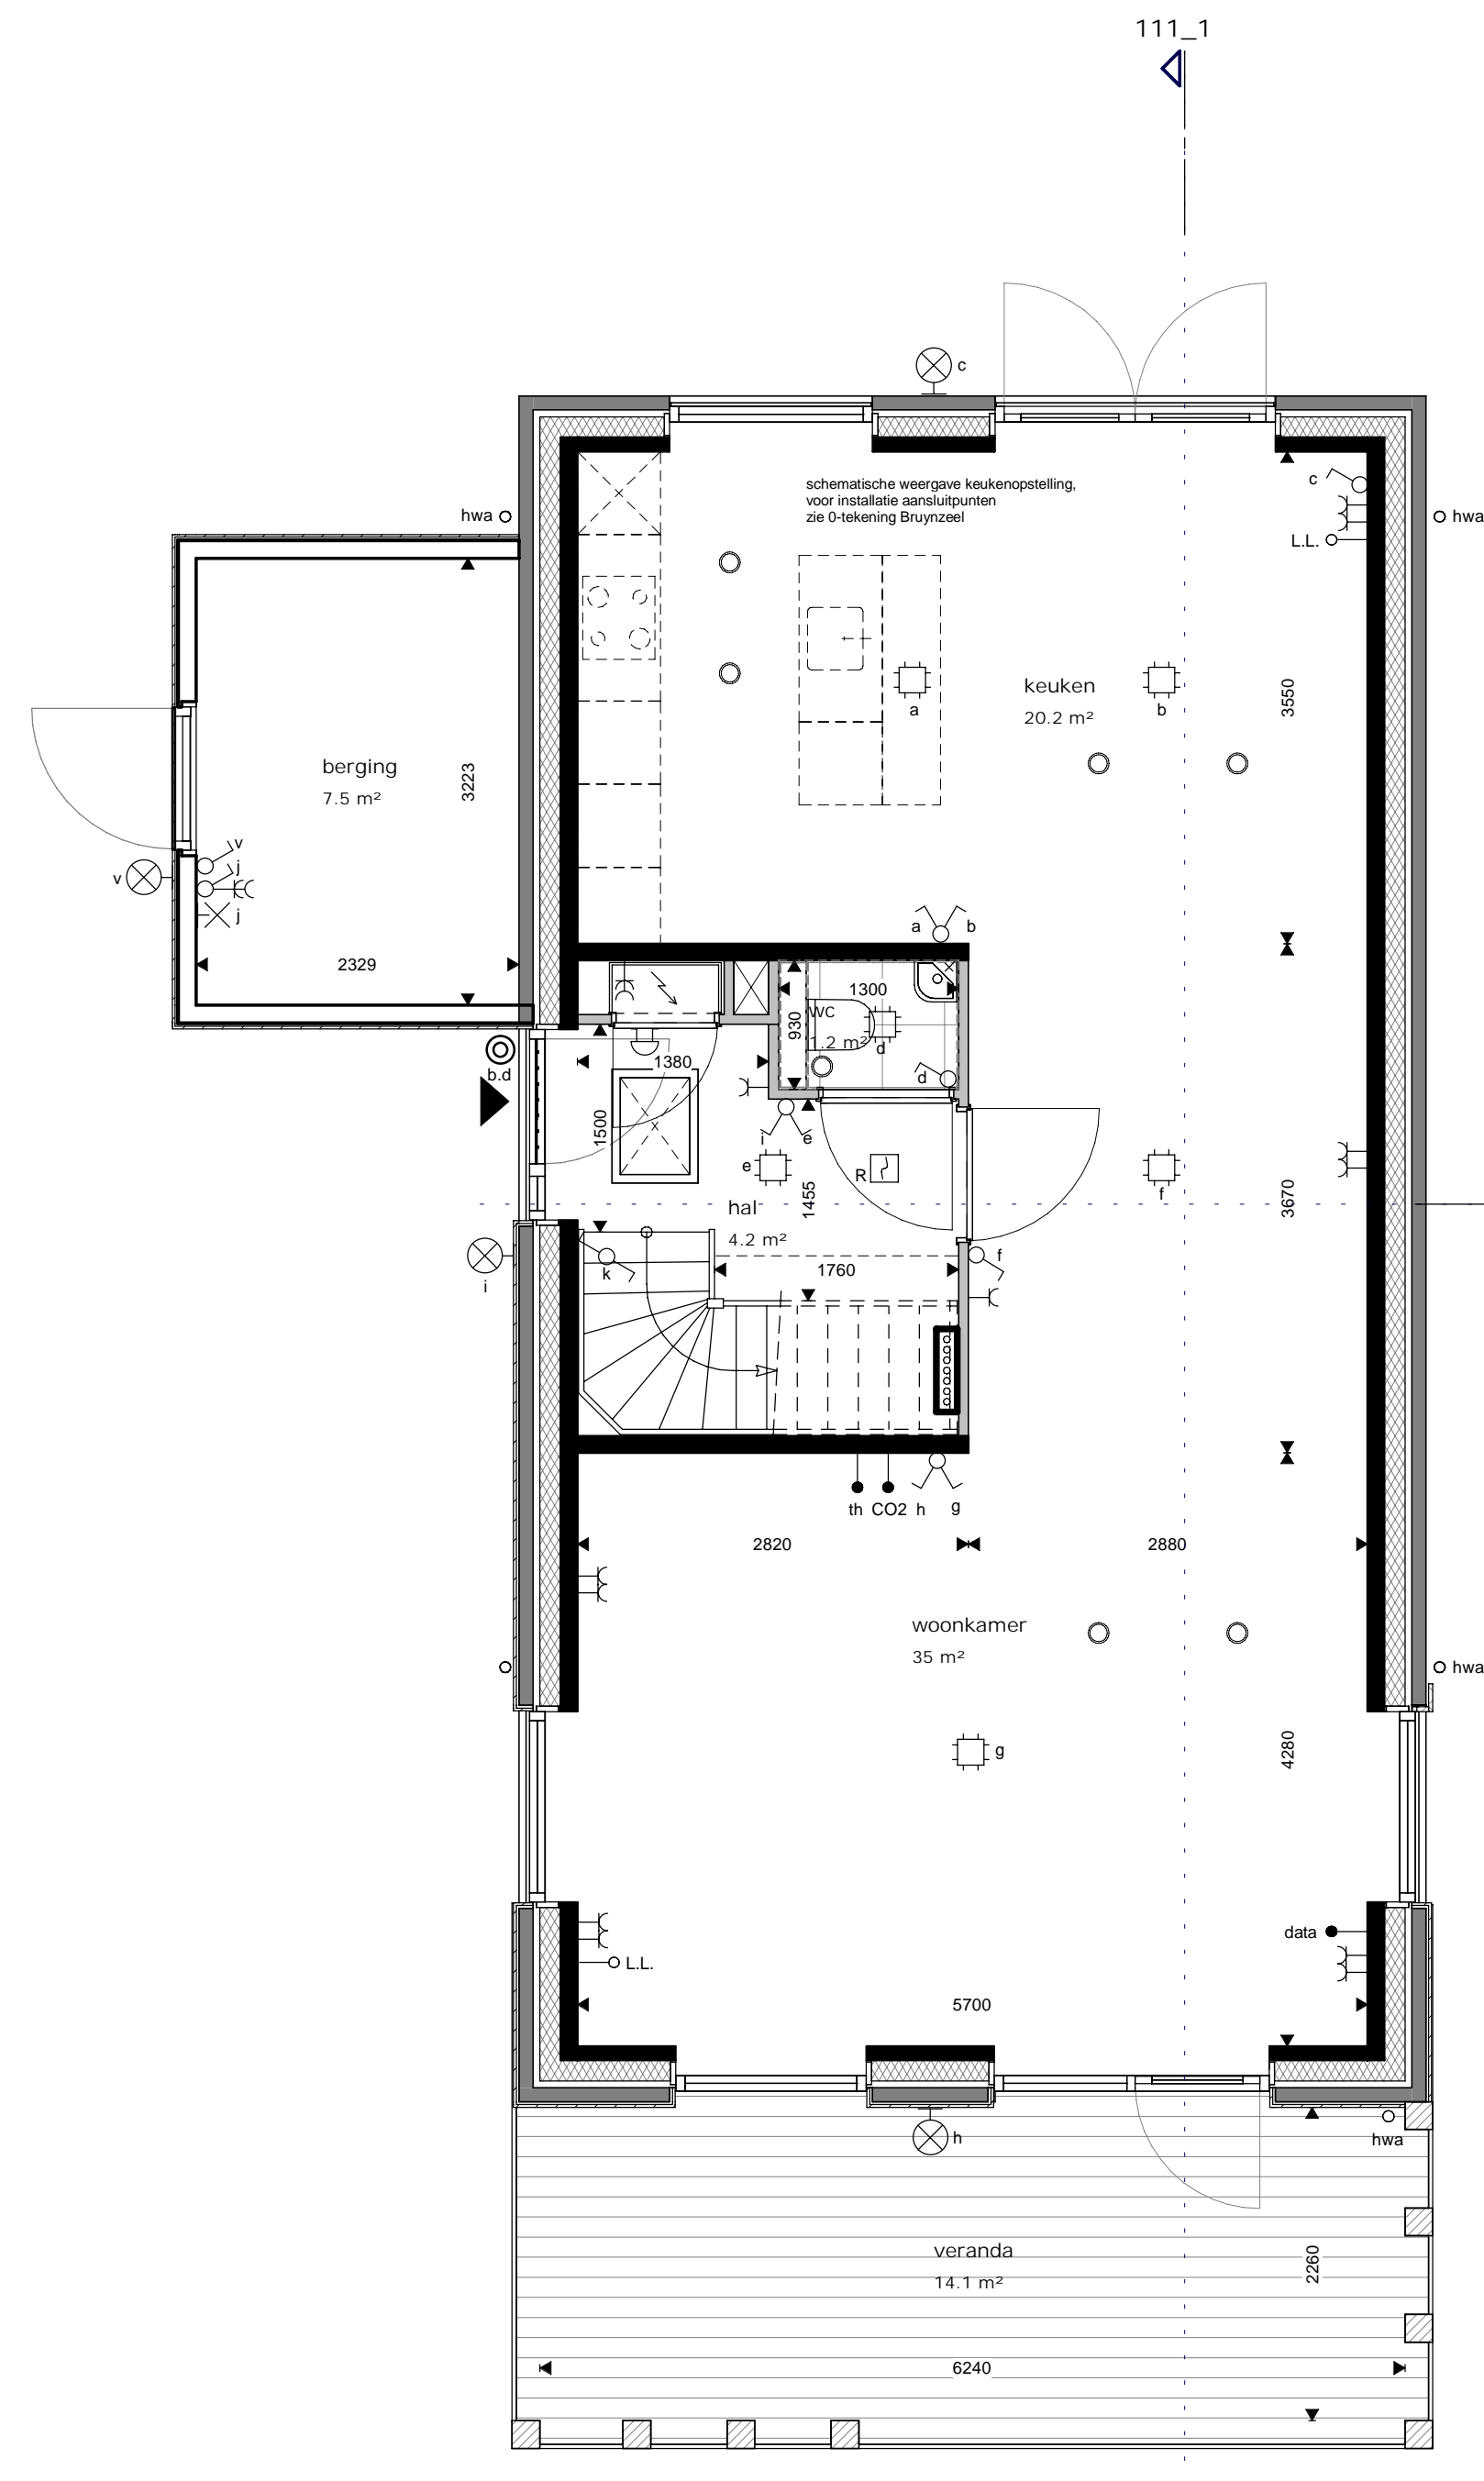 111_1
c
schematische weergave keukenopstelling,
voor installatie aansluitpunten
zie 0-tekening Bruynzeel
c
hwa
hwa
L.L.
keuken
20.2 m²
3550
a
b
berging
7.5 m²
3223
v
j
v
j
a
b
2329
1300
WC
1.2 m²
930
d
d
b.d
1380
1500
i
e
e
R
f
1455
3670
hal
4.2 m²
f
k
1760
i
th
CO2
h
g
2820
2880
woonkamer
35 m²
hwa
g
4280
data
L.L.
5700
h
hwa
veranda
14.1 m²
2260
6240